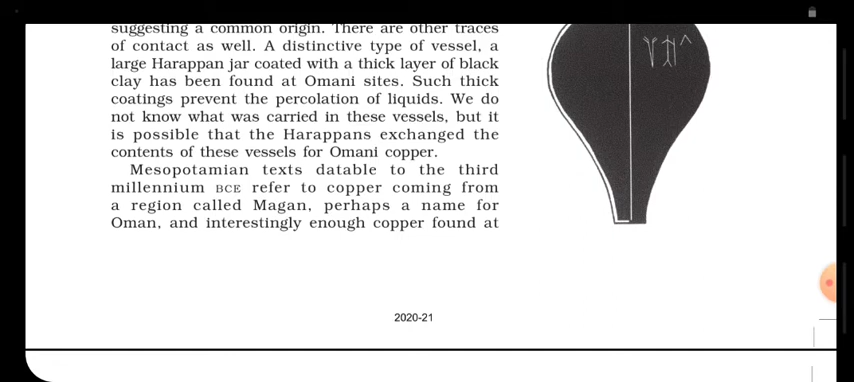 suggesting a common origin. There are other traces
of contact as well. A distinctive type of vessel, a
large Harappan jar coated with a thick layer of black
clay has been found at Omani sites. Such thick
coatings prevent the percolation of liquids. We do
not know what was carried in these vessels, but it
is possible that the Harappans exchanged the
contents of these vessels for Omani copper.
Mesopotamian texts datable to the third
millennium BCE refer to copper coming from
a region called Magan, perhaps a name for
Oman, and interestingly enough copper found at
2020-21